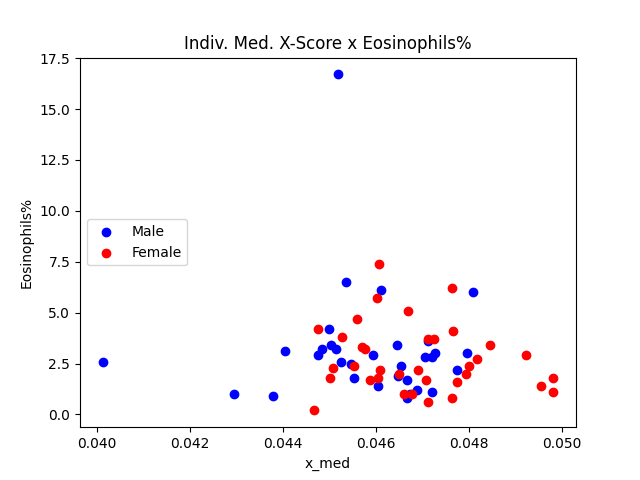 Indiv. Med. X-Score x Eosinophils%
17.5
15.0
12.5
10.0
7.5
5.0
2.5
0.0
Eosinophils%
Male
Female
0.040 0.042 0.044 0.046 0.048 0.050
x_med